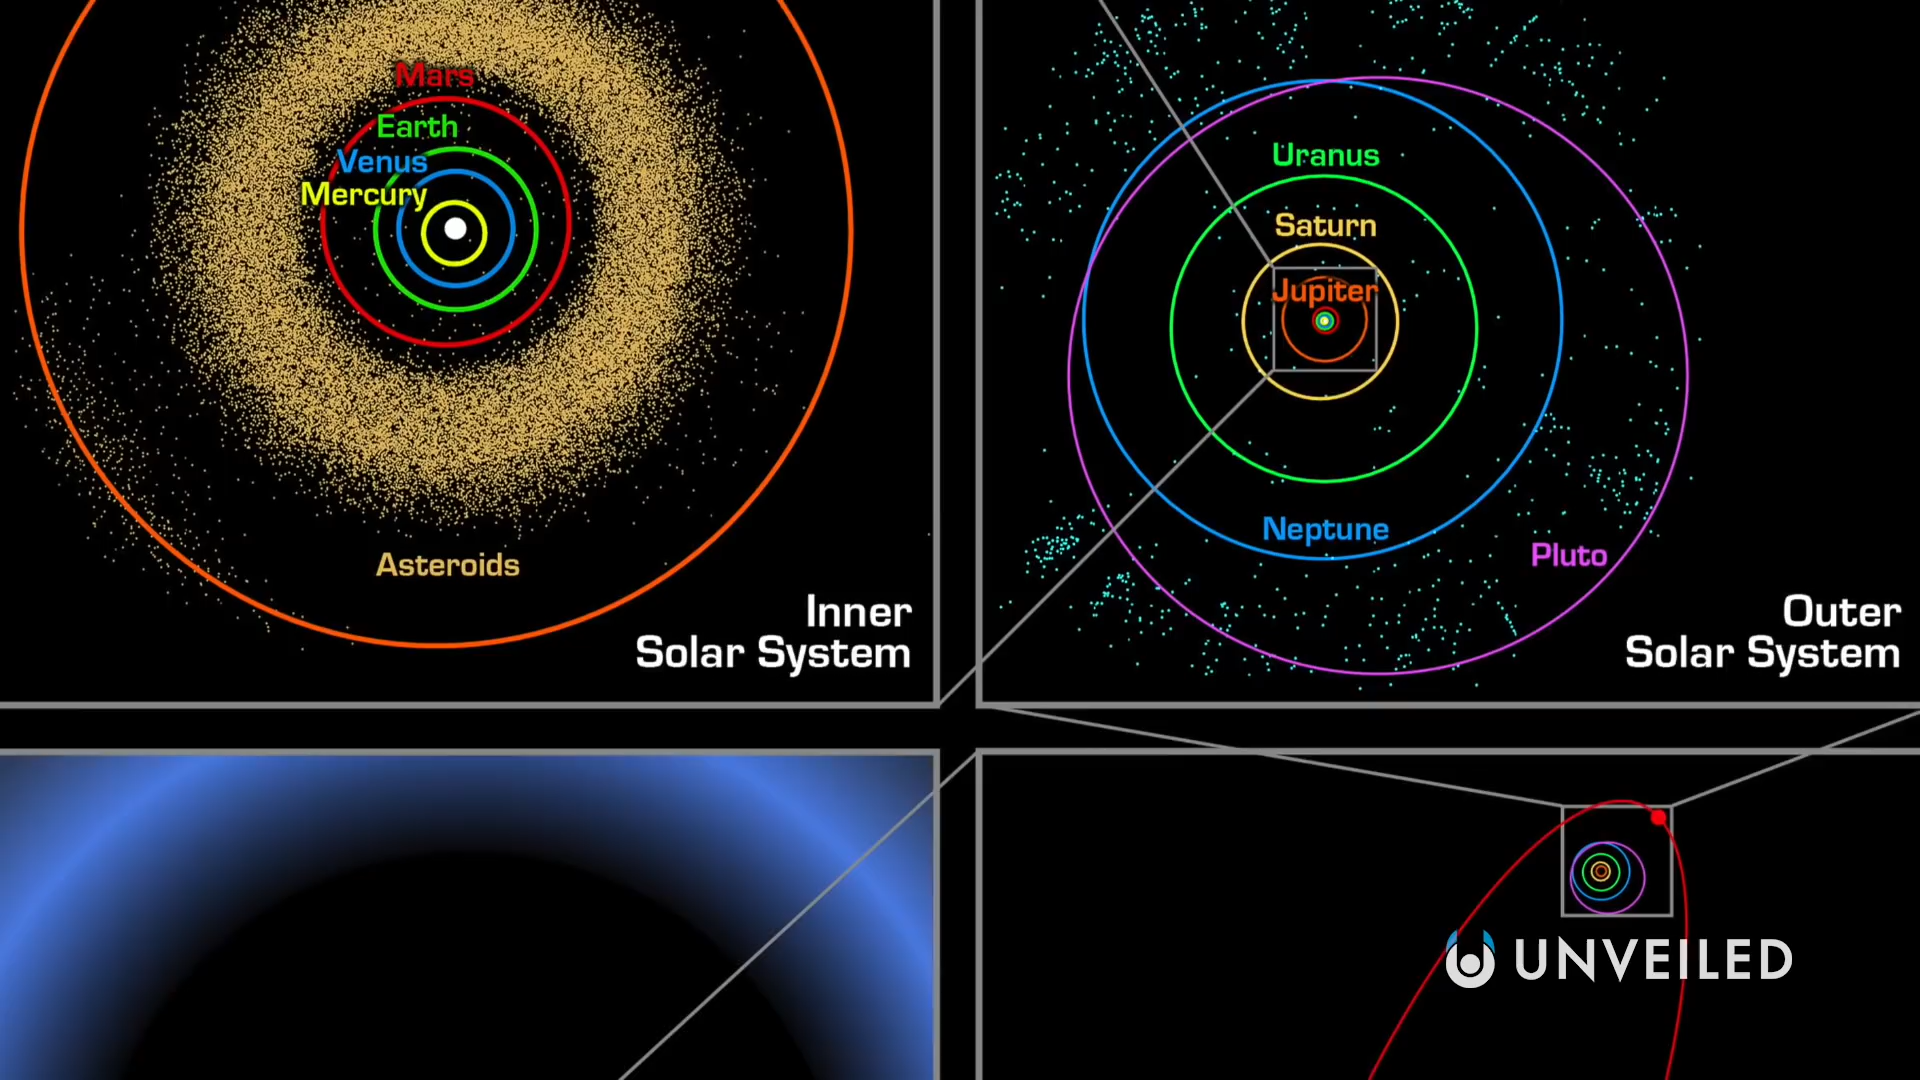 Mars
Earth
Venus
Mercury
Asteroids
Inner
Solar System
Uranus
Saturn
Jupiter
Neptune
Pluto
Outer
Solar System
UNVEILED